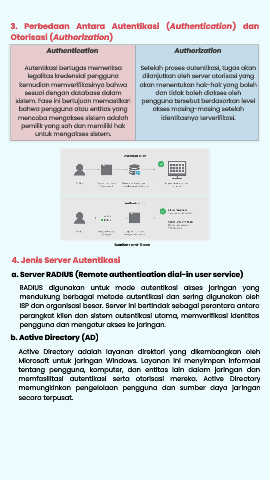 3. Perbedaan Antara Autentikasi (Authentication) dan
Otorisasi (Authorization)
Authentication
Autentikasi bertugas memeriksa
legalitas kredensial pengguna
kemudian memverifikasinya bahwa
sesuai dengan database dalam
sistem. Fase ini bertujuan memastikan
bahwa pengguna atau entitas yang
mencoba mengakses sistem adalah
pemilik yang sah dan memiliki hak
untuk mengakses sistem.
Authorization
Setelah proses autentikasi, tugas akan
dilanjutkan oleh server otorisasi yang
akan menentukan hak-hak yang boleh
dan tidak boleh diakses oleh
pengguna tersebut berdasarkan level
akses masing-masing setelah
identitasnya terverifikasi.
4. Jenis Server Autentikasi
a. Server RADIUS (Remote authentication dial-in user service)
RADIUS digunakan untuk mode autentikasi akses jaringan yang
mendukung berbagai metode autentikasi dan sering digunakan oleh
ISP dan organisasi besar. Server ini bertindak sebagai perantara antara
perangkat klien dan sistem autentikasi utama, memverifikasi identitas
pengguna dan mengatur akses ke jaringan.
b. Active Directory (AD)
Active Directory adalah layanan direktori yang dikembangkan oleh
Microsoft untuk jaringan Windows. Layanan ini menyimpan informasi
tentang pengguna, komputer, dan entitas lain dalam jaringan dan
memfasilitasi autentikasi serta otorisasi mereka. Active Directory
memungkinkan pengelolaan pengguna dan sumber daya jaringan
secara terpusat.